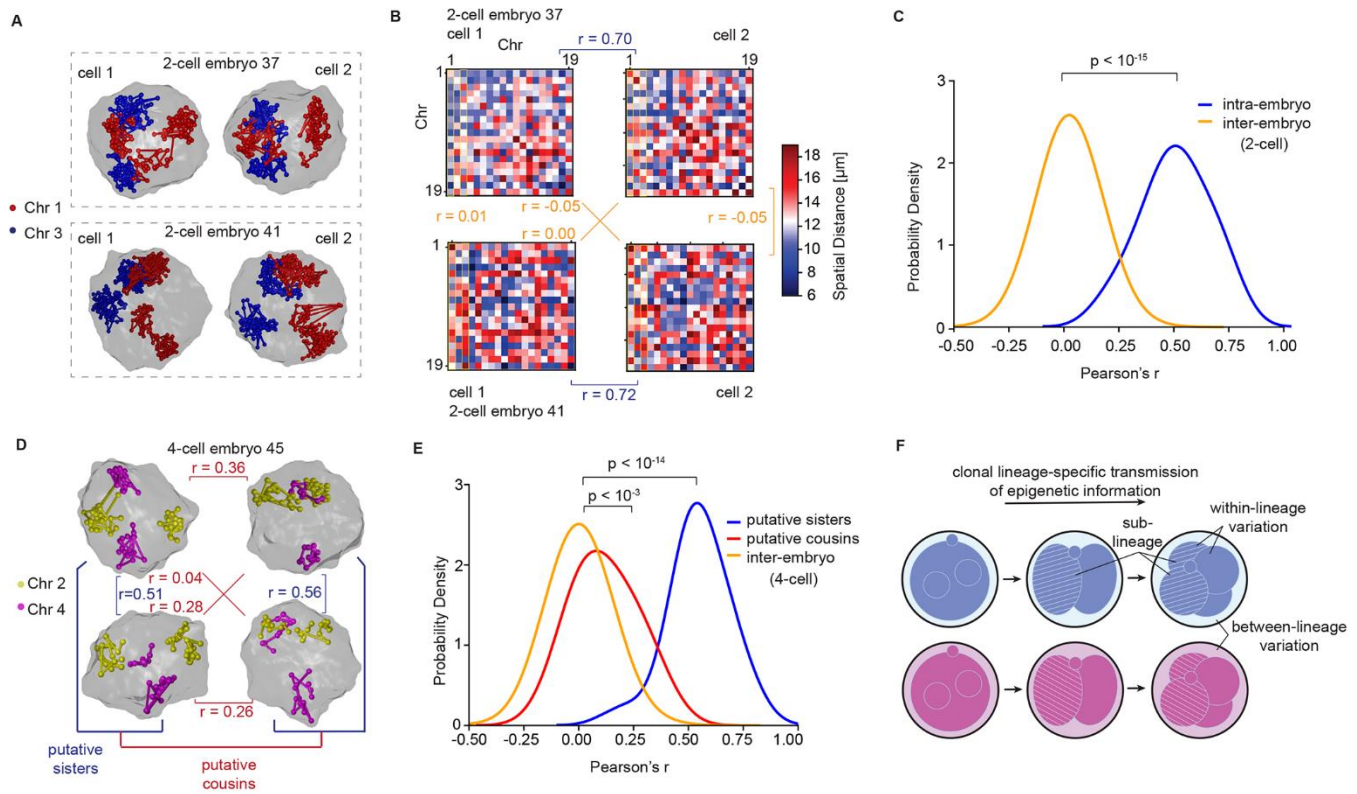 A
2-cell embryo 37
cell 1
cell 2
Chr 1
Chr 3
2-cell embryo 41
cell 1
cell 2
B
2-cell embryo 37
cell 1
cell 2
Chr
r = 0.70
1
19
1
19
1
Chr
19
r = 0.01
r = -0.05
r = 0.00
r = -0.05
1
19
18
16
14
12
10
8
6
Spatial Distance [µm]
cell 1
r = 0.72
cell 2
2-cell embryo 41
C
p < 10-15
intra-embryo
inter-embryo
(2-cell)
3
2
1
0
Probability Density
-0.50
-0.25
0.00
0.25
0.50
0.75
1.00
Pearson's r
D
4-cell embryo 45
r = 0.36
Chr 2
Chr 4
r = 0.04
r=0.51
r = 0.28
r = 0.56
r = 0.26
putative
sisters
putative
cousins
E
p < 10-14
p < 10-3
putative sisters
putative cousins
inter-embryo
(4-cell)
3
2
1
0
Probability Density
-0.50
-0.25
0.00
0.25
0.50
0.75
1.00
Pearson's r
F
clonal lineage-specific transmission
of epigenetic information
sub-
lineage
within-lineage
variation
between-lineage
variation